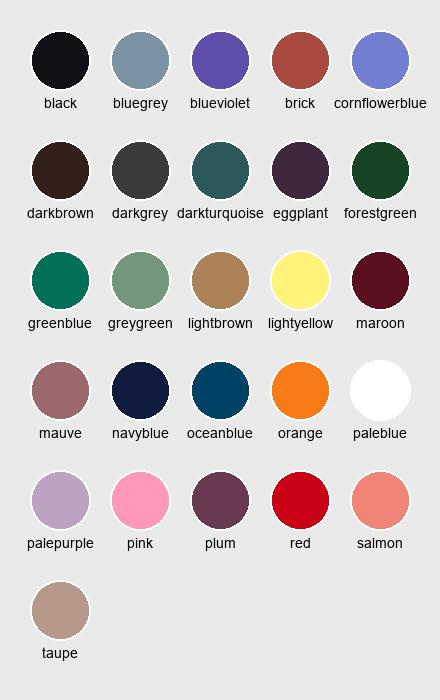 black bluegrey blueviolet brick cornflowerblue
darkbrown darkgrey darkturquoise eggplant forestgreen
greenblue greygreen lightbrown lightyellow maroon
mauve navyblue oceanblue orange paleblue
palepurple pink plum red salmon
taupe